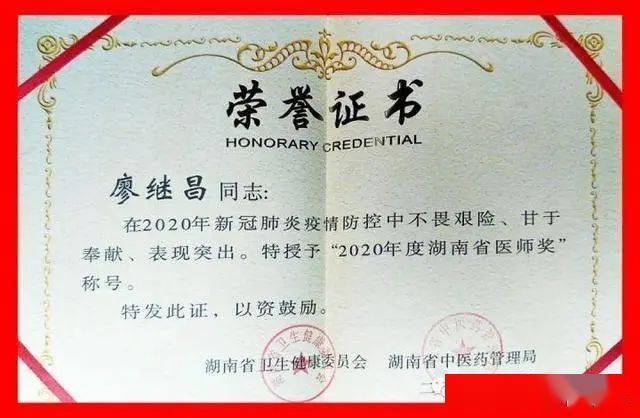 荣誉证书
HONORARY CREDENTIAL
廖继昌同志:
在2020年新冠肺炎疫情防控中不畏艰险、甘于
奉献、表现突出。特授予“2020年度湖南省医师奖”
称号。
特发此证，以资鼓励。
湖南省卫生健康委员会 湖南省中医药管理局
二